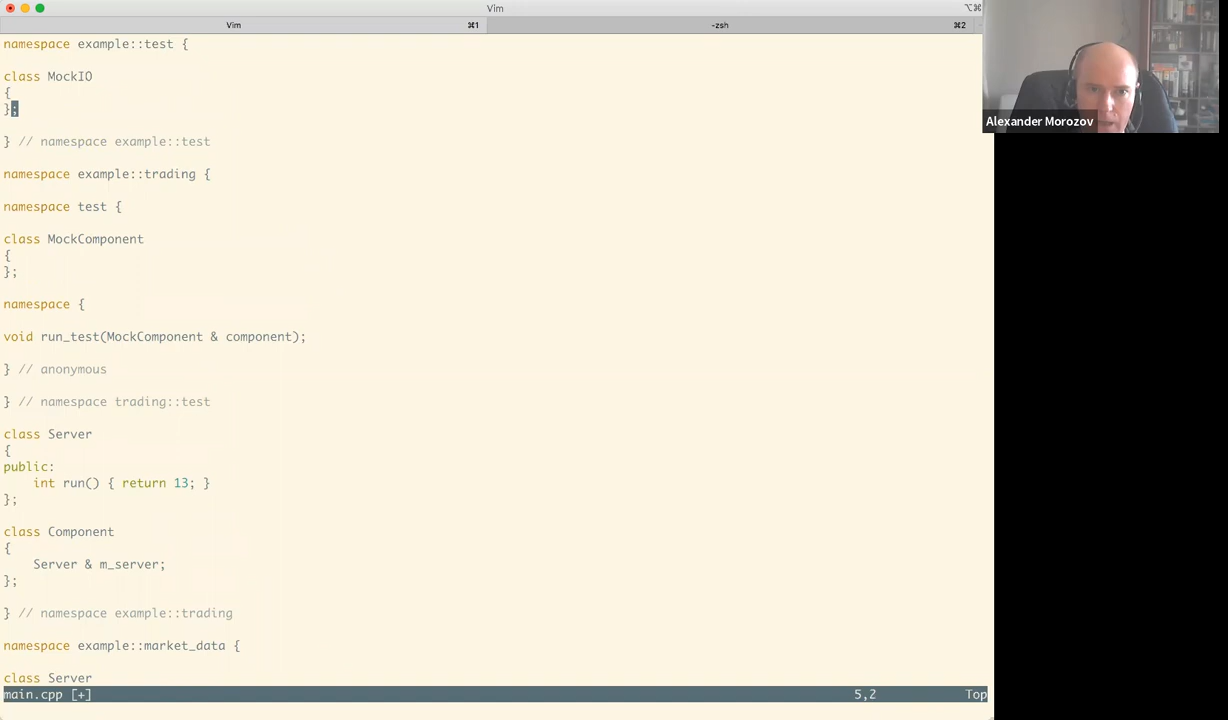 Vim
⌥⌘
Vim ⌘1 -zsh ⌘2
namespace example::test {
class MockIO
{
};
} // namespace example::test
namespace example::trading {
namespace test {
class MockComponent
{
};
namespace {
void run_test(MockComponent & component);
} // anonymous
} // namespace trading::test
class Server
{
public:
int run() { return 13; }
};
class Component
{
Server & m_server;
};
} // namespace example::trading
namespace example::market_data {
class Server
main.cpp [+] 5,2 Top
Alexander Morozov